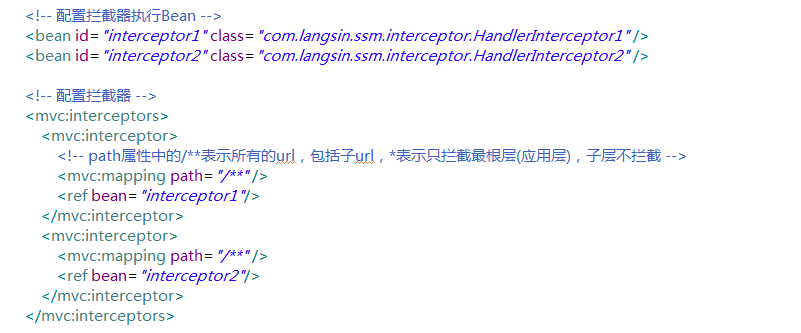 <!-- 配置拦截器执行Bean -->
<bean id="interceptor1" class="com.langsin.ssm.interceptor.HandlerInterceptor1" />
<bean id="interceptor2" class="com.langsin.ssm.interceptor.HandlerInterceptor2" />
<!-- 配置拦截器 -->
<mvc:interceptors>
<mvc:interceptor>
<!-- path属性中的/**表示所有的url，包括子url，*表示只拦截最根层(应用层)，子层不拦截 -->
<mvc:mapping path="/**" />
<ref bean="interceptor1"/>
</mvc:interceptor>
<mvc:interceptor>
<mvc:mapping path="/**" />
<ref bean="interceptor2"/>
</mvc:interceptor>
</mvc:interceptors>